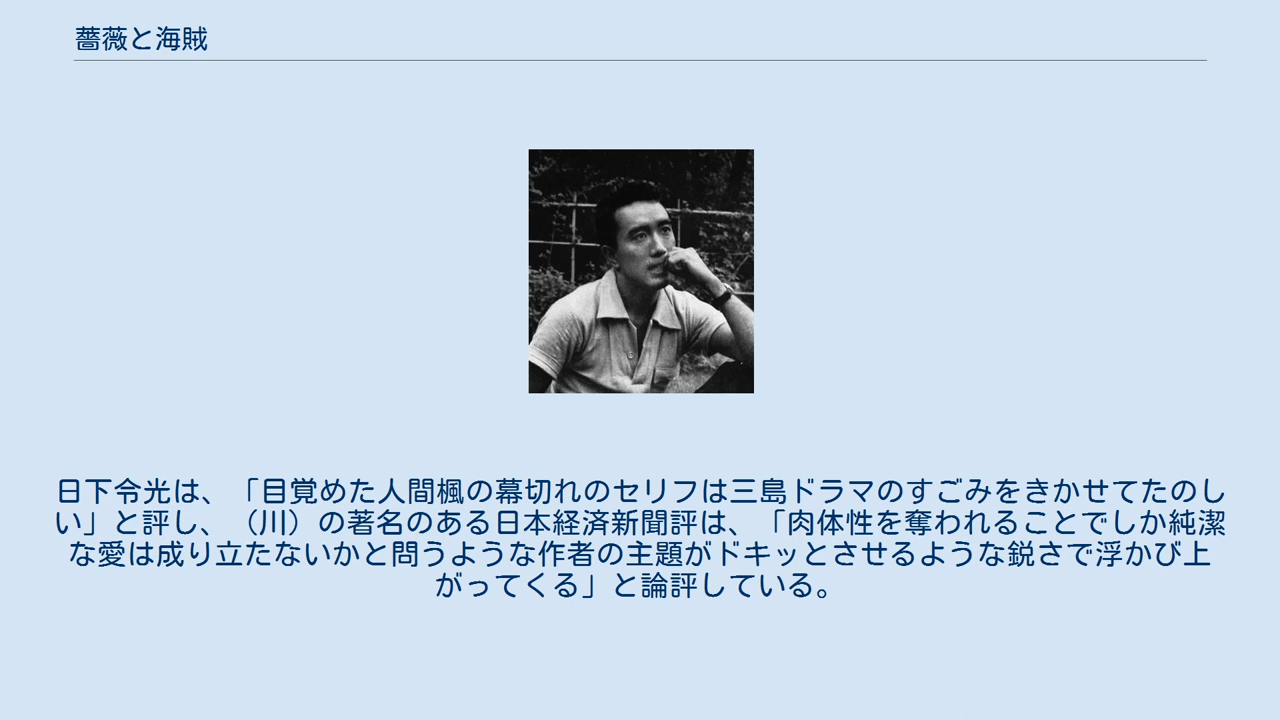 薔薇と海賊
日下令光は、「目覚めた人間楓の幕切れのセリフは三島ドラマのすごみをきかせてたのし
い」と評し、（川）の著名のある日本経済新聞評は、「肉体性を奪われることでしか純潔
な愛は成り立たないかと問うような作者の主題がドキッとさせるような鋭さで浮かび上
がってくる」と論評している。